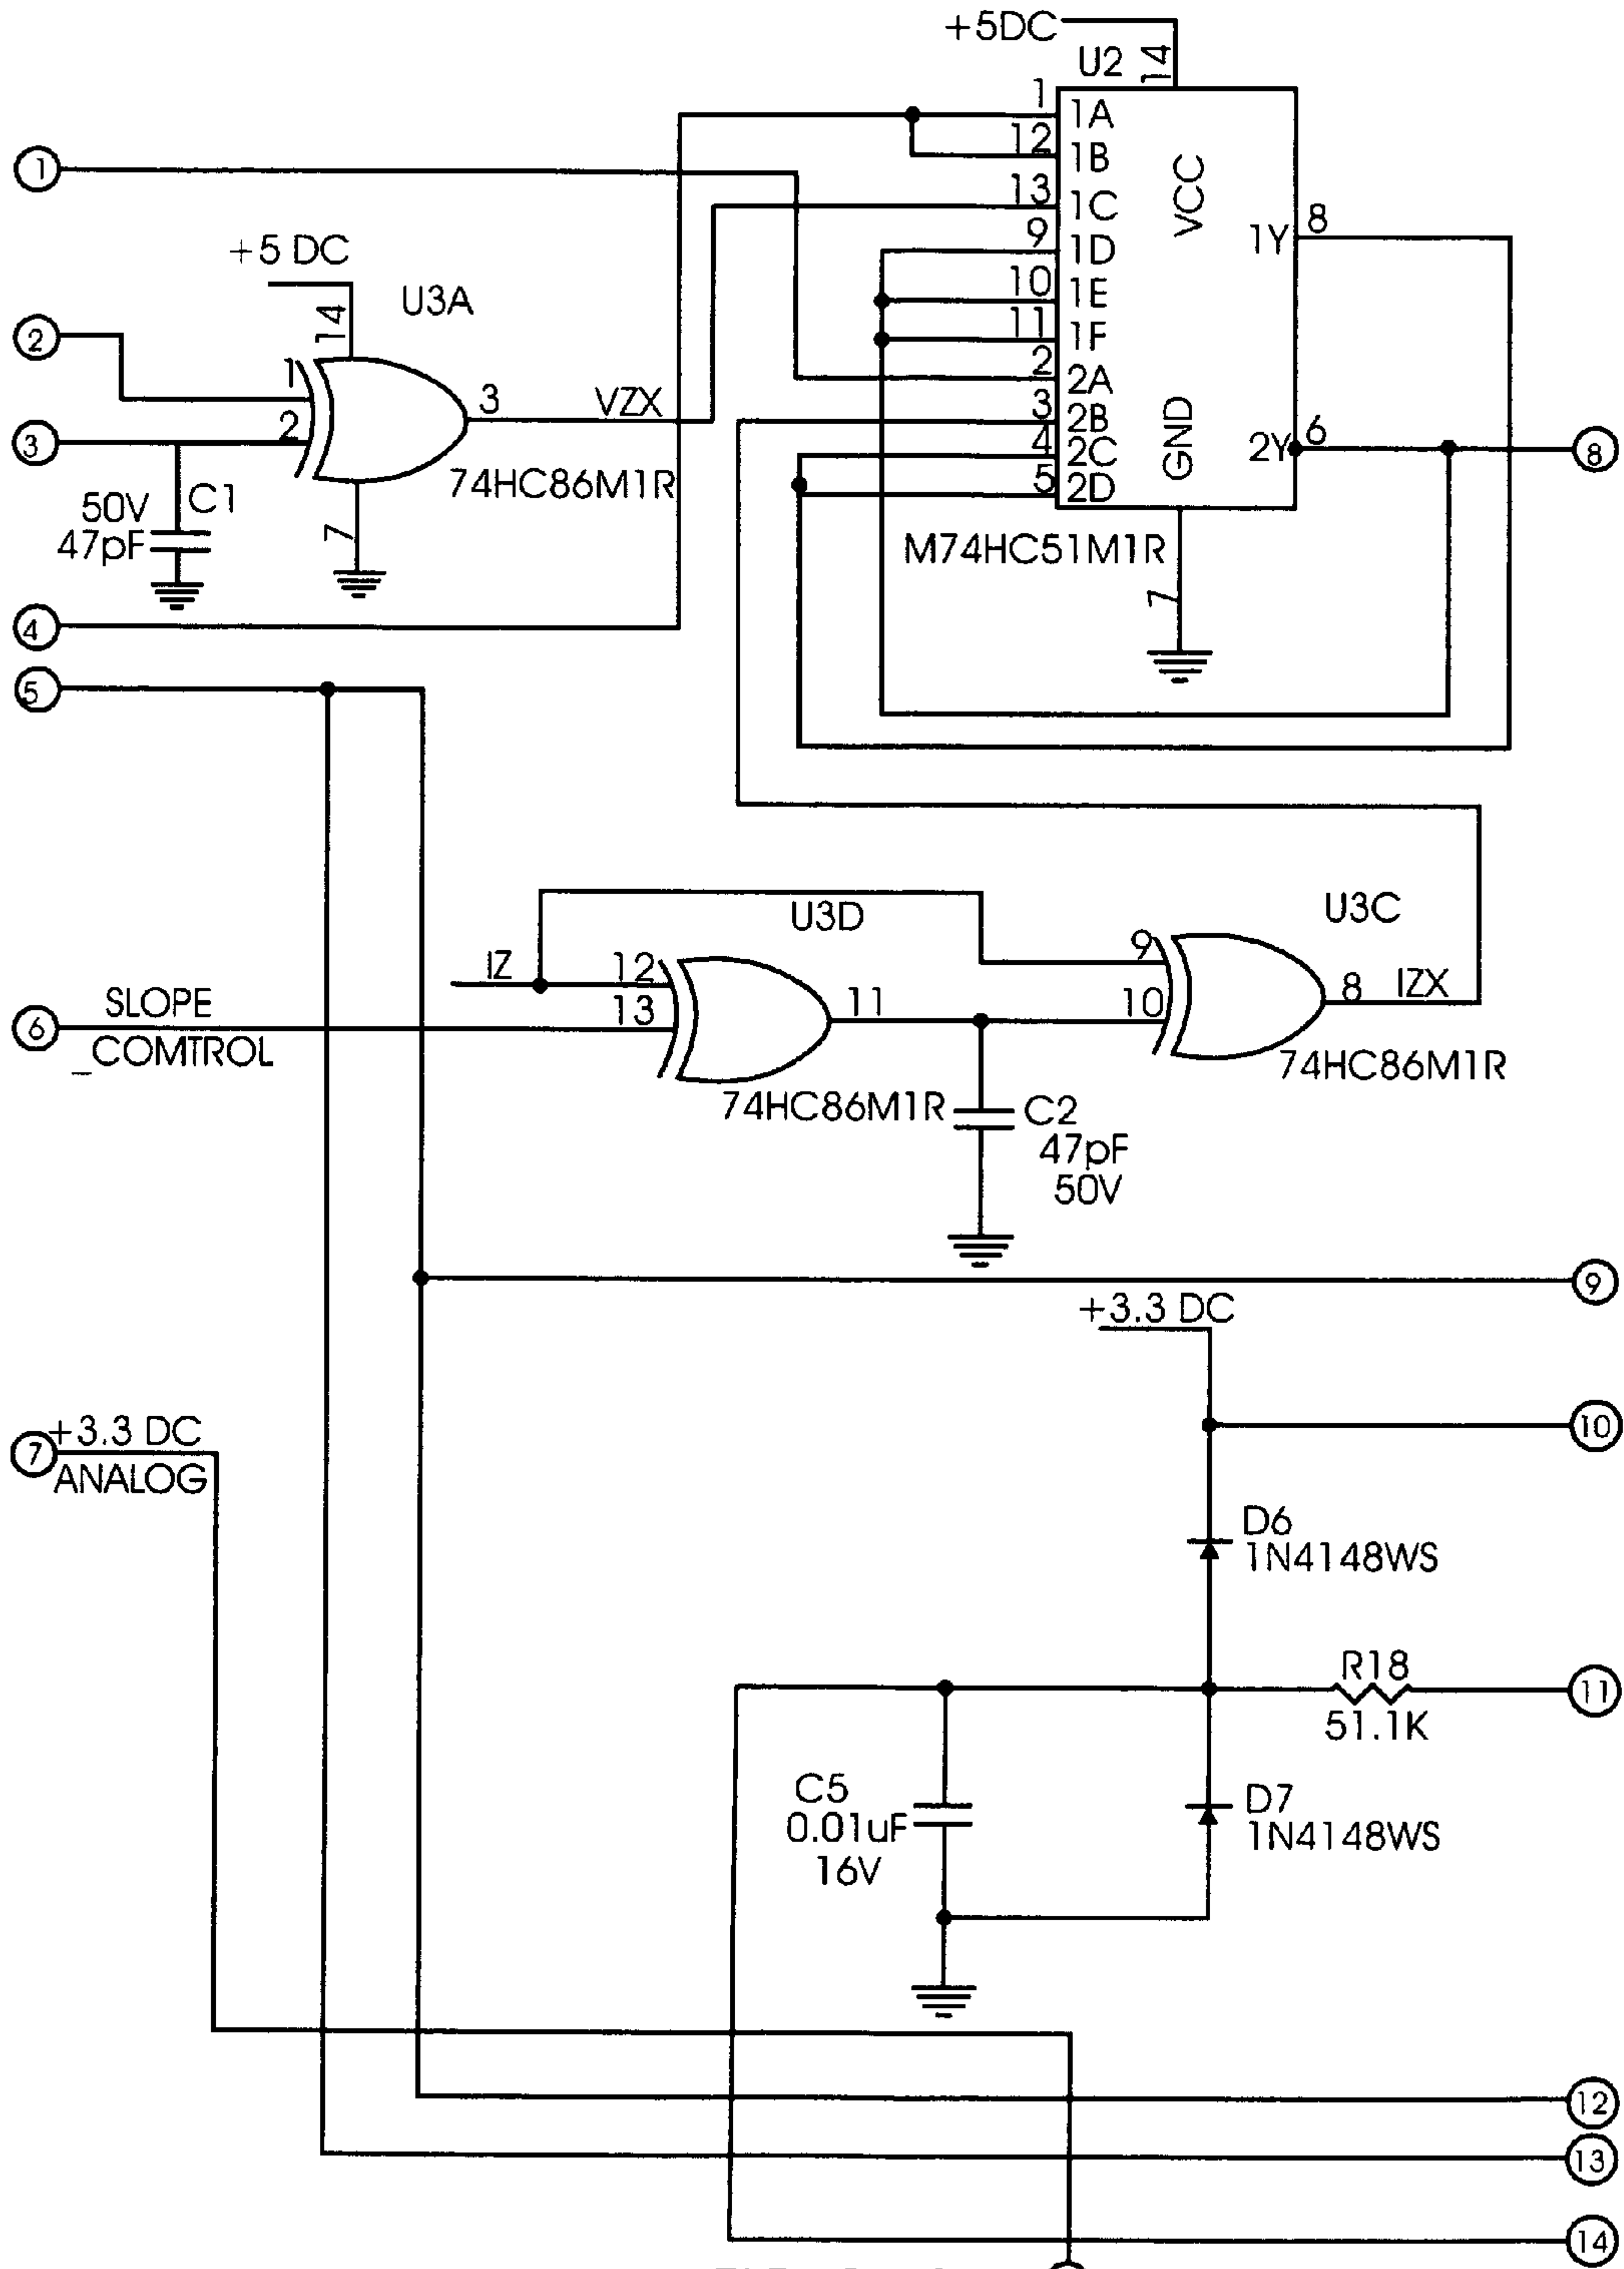 +5DC
U2
14
1
1A
12
1B
13
1C
VCC
9
1D
1Y
8
10
1E
11
1F
2
2A
3
2B
4
2C
GND
2Y
6
5
2D
M74HC51M1R
7
1
+5 DC
U3A
14
2
1
3
VZX
3
2
74HC86M1R
50V
C1
47pF
7
4
5
8
U3D
U3C
IZ
12
13
11
9
10
8
IZX
6
SLOPE
_COMTROL
74HC86M1R
74HC86M1R
C2
47pF
50V
9
+3.3 DC
10
7
+3.3 DC
ANALOG
D6
1N4148WS
R18
51.1K
11
C5
0.01uF
16V
D7
1N4148WS
12
13
14